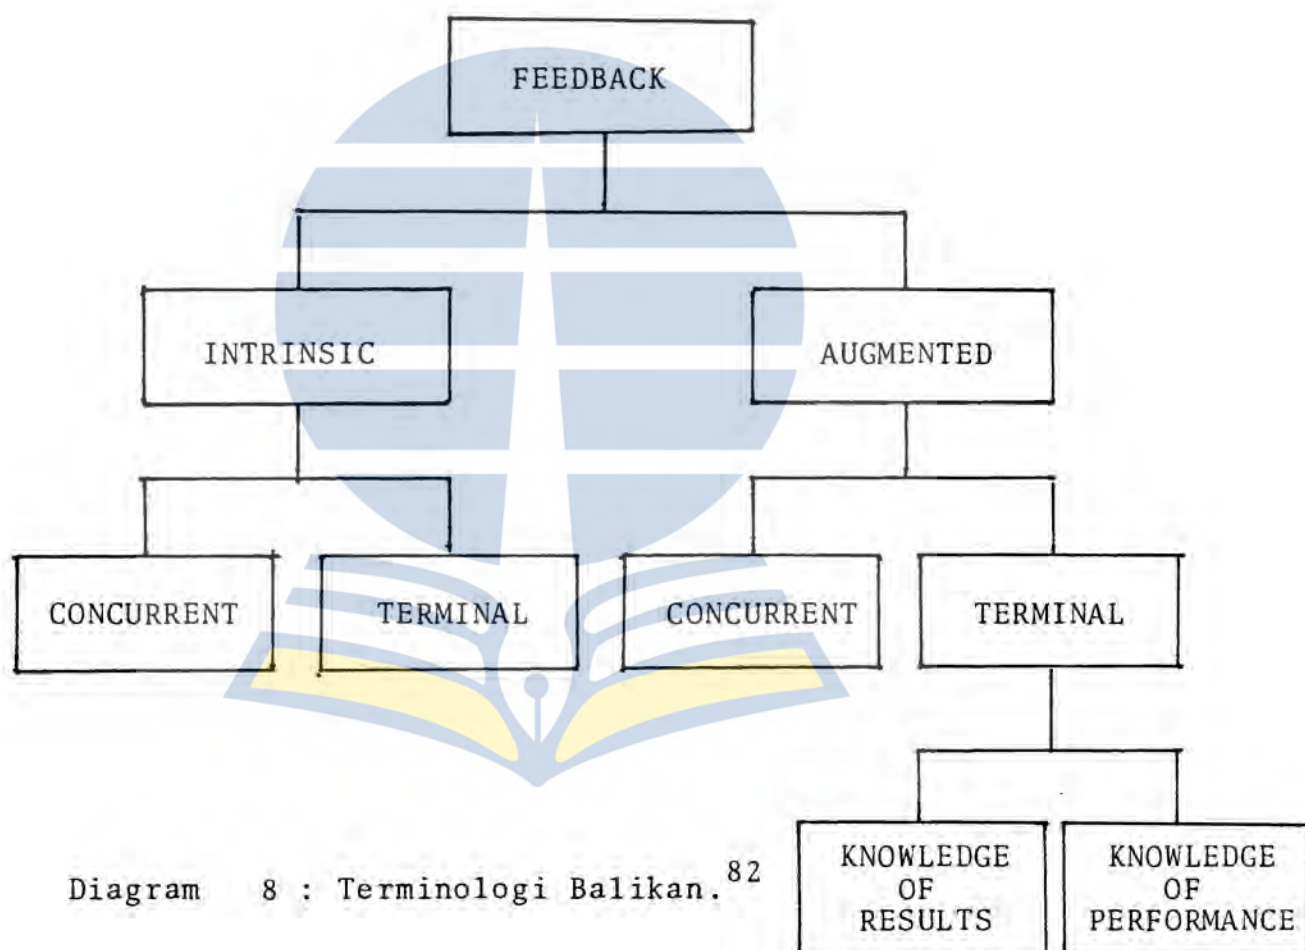 FEEDBACK
INTRINSIC
AUGMENTED
CONCURRENT
TERMINAL
CONCURRENT
TERMINAL
KNOWLEDGE
OF
RESULTS
KNOWLEDGE
OF
PERFORMANCE
Diagram 8 : Terminologi Balikan.82